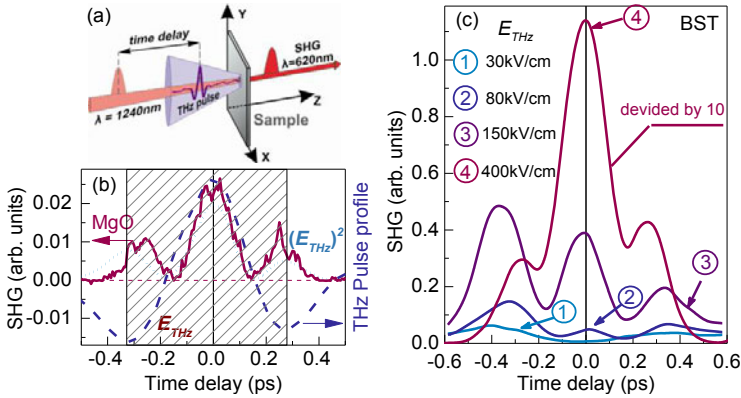 (a)
time delay
Y
SHG
λ=620nm
λ = 1240nm
THz pulse
Z
Sample
X
(b)
SHG (arb. units)
0.02
0.01
0.00
-0.01
MgO
(E_THz)²
E_THz
THz Pulse profile
-0.4 -0.2 0.0 0.2 0.4
Time delay (ps)
(c)
SHG (arb. units)
1.0
0.8
0.6
0.4
0.2
0.0
E_THz
1 30kV/cm
2 80kV/cm
3 150kV/cm
4 400kV/cm
4
BST
devided by 10
3
2
1
-0.6 -0.4 -0.2 0.0 0.2 0.4 0.6
Time delay (ps)